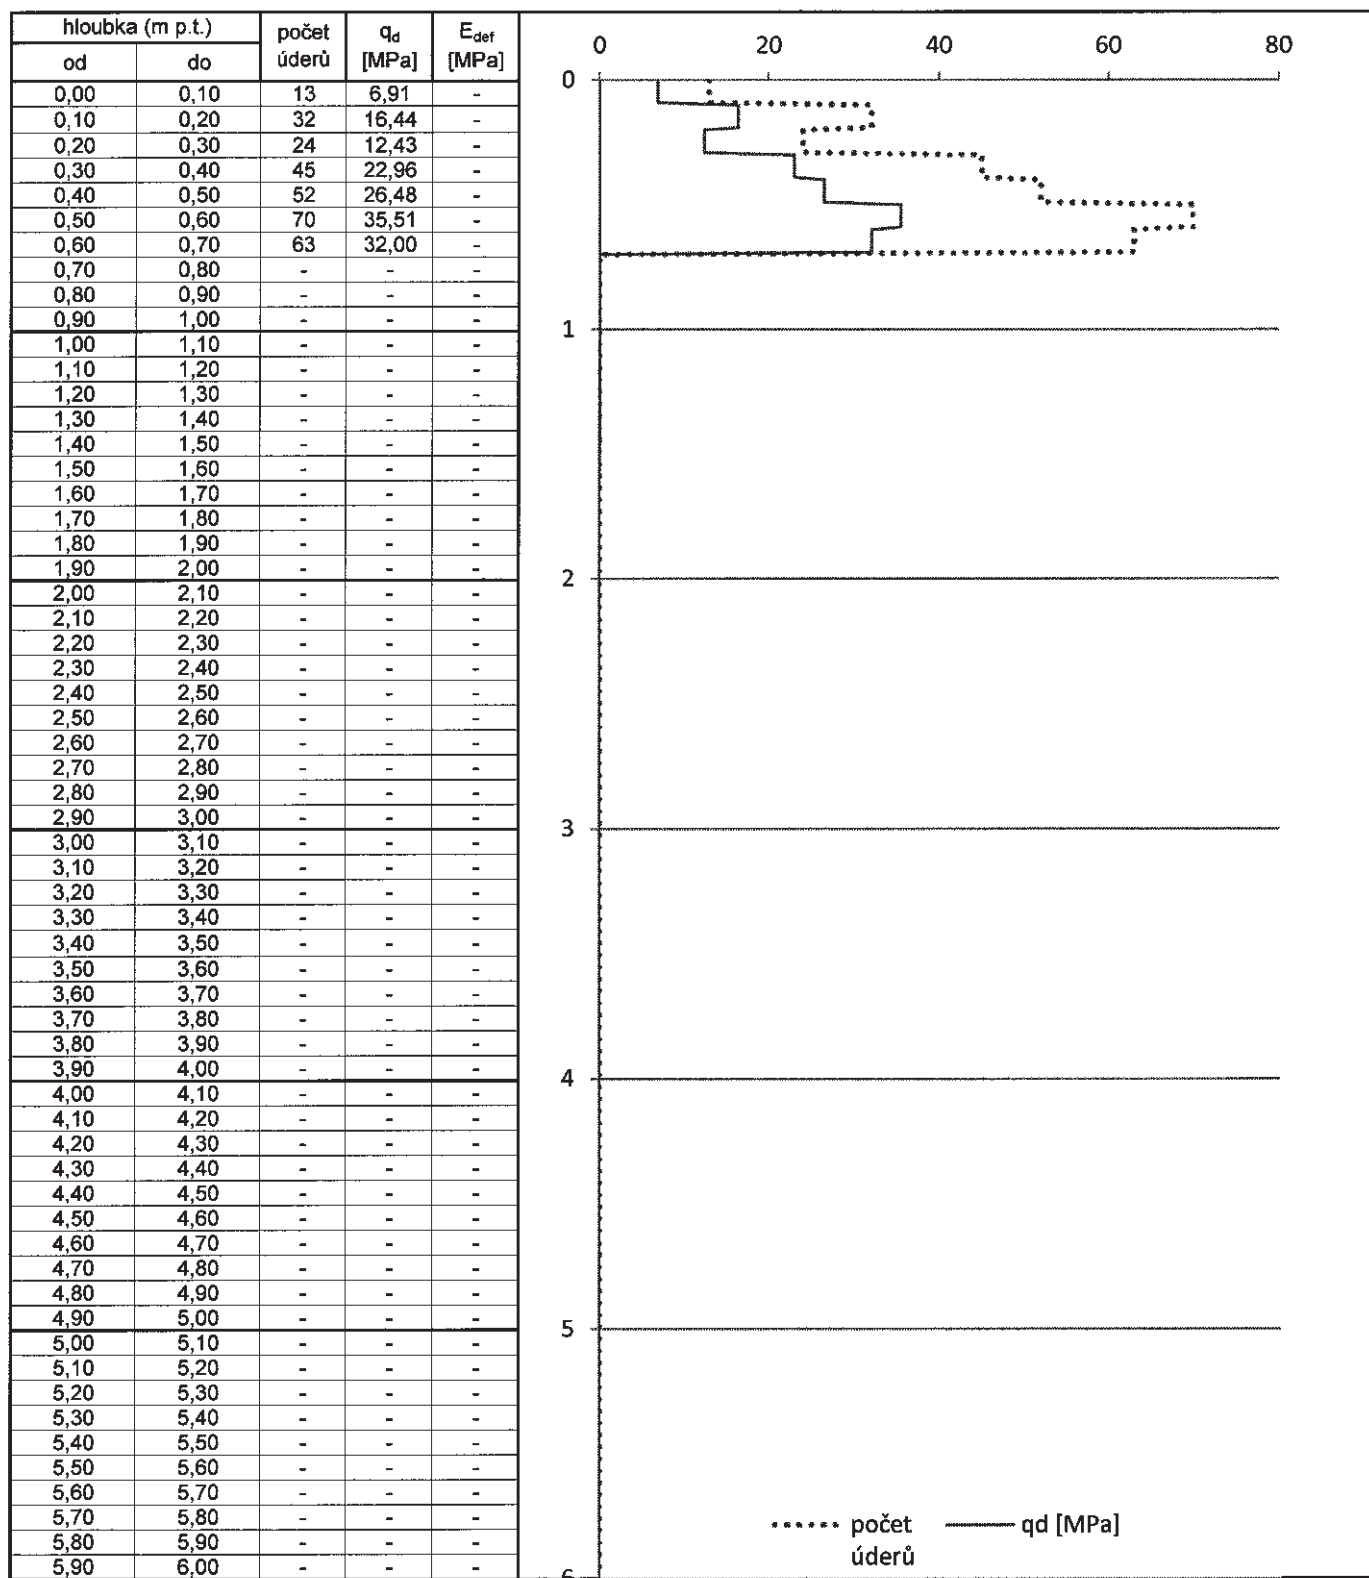 hloubka (m p.t.) počet úderů q_d [MPa] E_def [MPa]
od do
0,00 0,10 13 6,91 -
0,10 0,20 32 16,44 -
0,20 0,30 24 12,43 -
0,30 0,40 45 22,96 -
0,40 0,50 52 26,48 -
0,50 0,60 70 35,51 -
0,60 0,70 63 32,00 -
0,70 0,80 - - -
0,80 0,90 - - -
0,90 1,00 - - -
1,00 1,10 - - -
1,10 1,20 - - -
1,20 1,30 - - -
1,30 1,40 - - -
1,40 1,50 - - -
1,50 1,60 - - -
1,60 1,70 - - -
1,70 1,80 - - -
1,80 1,90 - - -
1,90 2,00 - - -
2,00 2,10 - - -
2,10 2,20 - - -
2,20 2,30 - - -
2,30 2,40 - - -
2,40 2,50 - - -
2,50 2,60 - - -
2,60 2,70 - - -
2,70 2,80 - - -
2,80 2,90 - - -
2,90 3,00 - - -
3,00 3,10 - - -
3,10 3,20 - - -
3,20 3,30 - - -
3,30 3,40 - - -
3,40 3,50 - - -
3,50 3,60 - - -
3,60 3,70 - - -
3,70 3,80 - - -
3,80 3,90 - - -
3,90 4,00 - - -
4,00 4,10 - - -
4,10 4,20 - - -
4,20 4,30 - - -
4,30 4,40 - - -
4,40 4,50 - - -
4,50 4,60 - - -
4,60 4,70 - - -
4,70 4,80 - - -
4,80 4,90 - - -
4,90 5,00 - - -
5,00 5,10 - - -
5,10 5,20 - - -
5,20 5,30 - - -
5,30 5,40 - - -
5,40 5,50 - - -
5,50 5,60 - - -
5,60 5,70 - - -
5,70 5,80 - - -
5,80 5,90 - - -
5,90 6,00 - - -
0 20 40 60 80
0
1
2
3
4
5
6
počet úderů
qd [MPa]